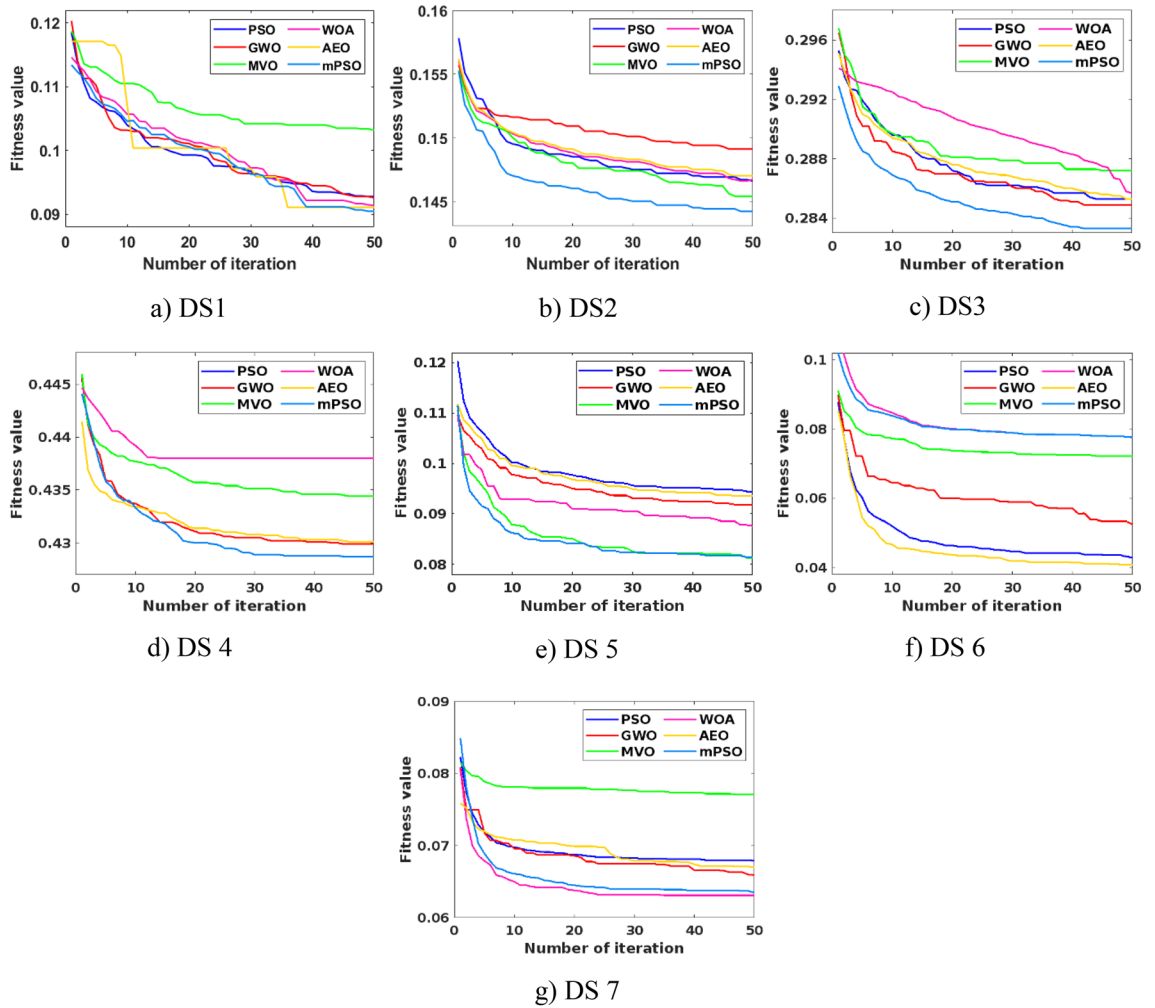 0.12
0.11
0.1
0.09
Fitness value
PSO WOA
GWO AEO
MVO mPSO
0 10 20 30 40 50
Number of iteration
a) DS1
0.16
0.155
0.15
0.145
Fitness value
PSO WOA
GWO AEO
MVO mPSO
0 10 20 30 40 50
Number of iteration
b) DS2
0.296
0.292
0.288
0.284
Fitness value
PSO WOA
GWO AEO
MVO mPSO
0 10 20 30 40 50
Number of iteration
c) DS3
0.445
0.44
0.435
0.43
Fitness value
PSO WOA
GWO AEO
MVO mPSO
0 10 20 30 40 50
Number of iteration
d) DS 4
0.12
0.11
0.1
0.09
0.08
Fitness value
PSO WOA
GWO AEO
MVO mPSO
0 10 20 30 40 50
Number of iteration
e) DS 5
0.1
0.08
0.06
0.04
Fitness value
PSO WOA
GWO AEO
MVO mPSO
0 10 20 30 40 50
Number of iteration
f) DS 6
0.09
0.08
0.07
0.06
Fitness value
PSO WOA
GWO AEO
MVO mPSO
0 10 20 30 40 50
Number of iteration
g) DS 7